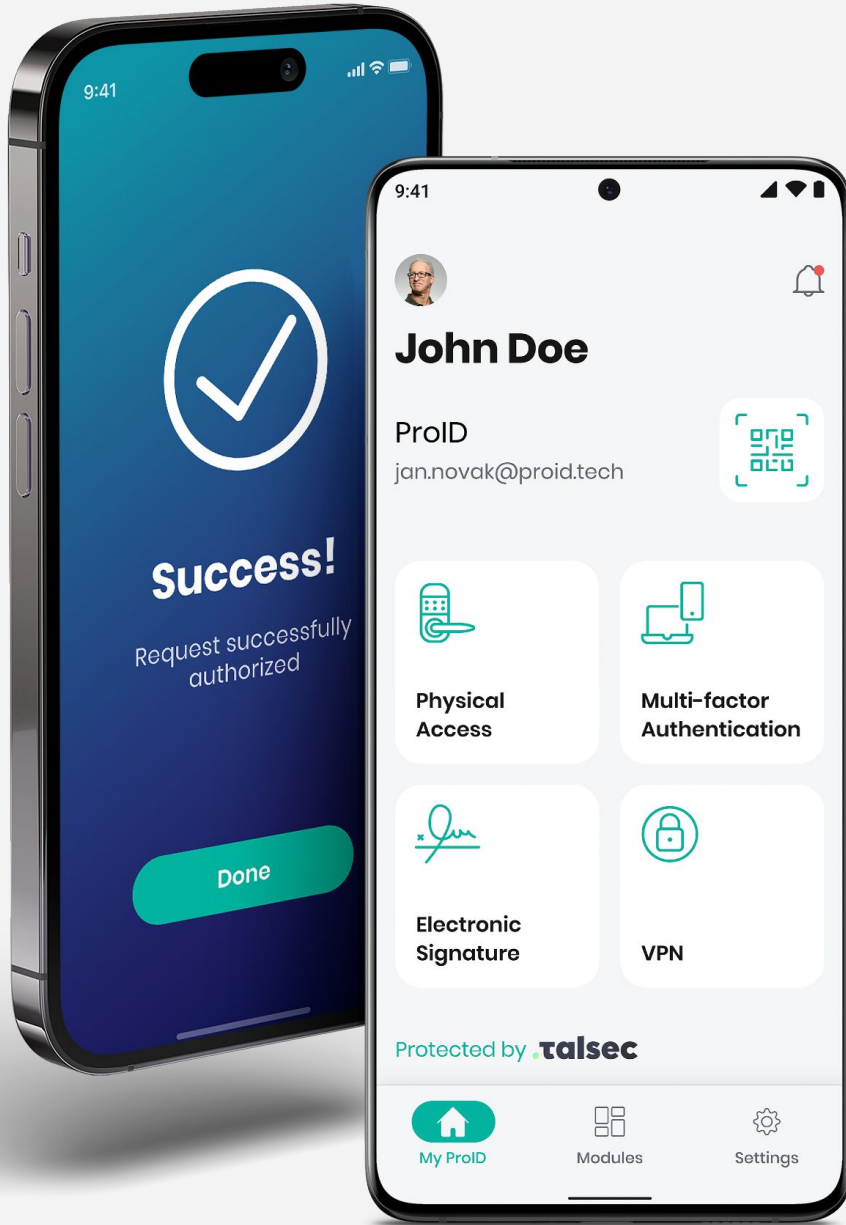 9:41
Success!
Request successfully
authorized
Done
9:41
John Doe
ProID
jan.novak@proid.tech
Physical
Access
Multi-factor
Authentication
Electronic
Signature
VPN
Protected by .talsec
My ProID
Modules
Settings